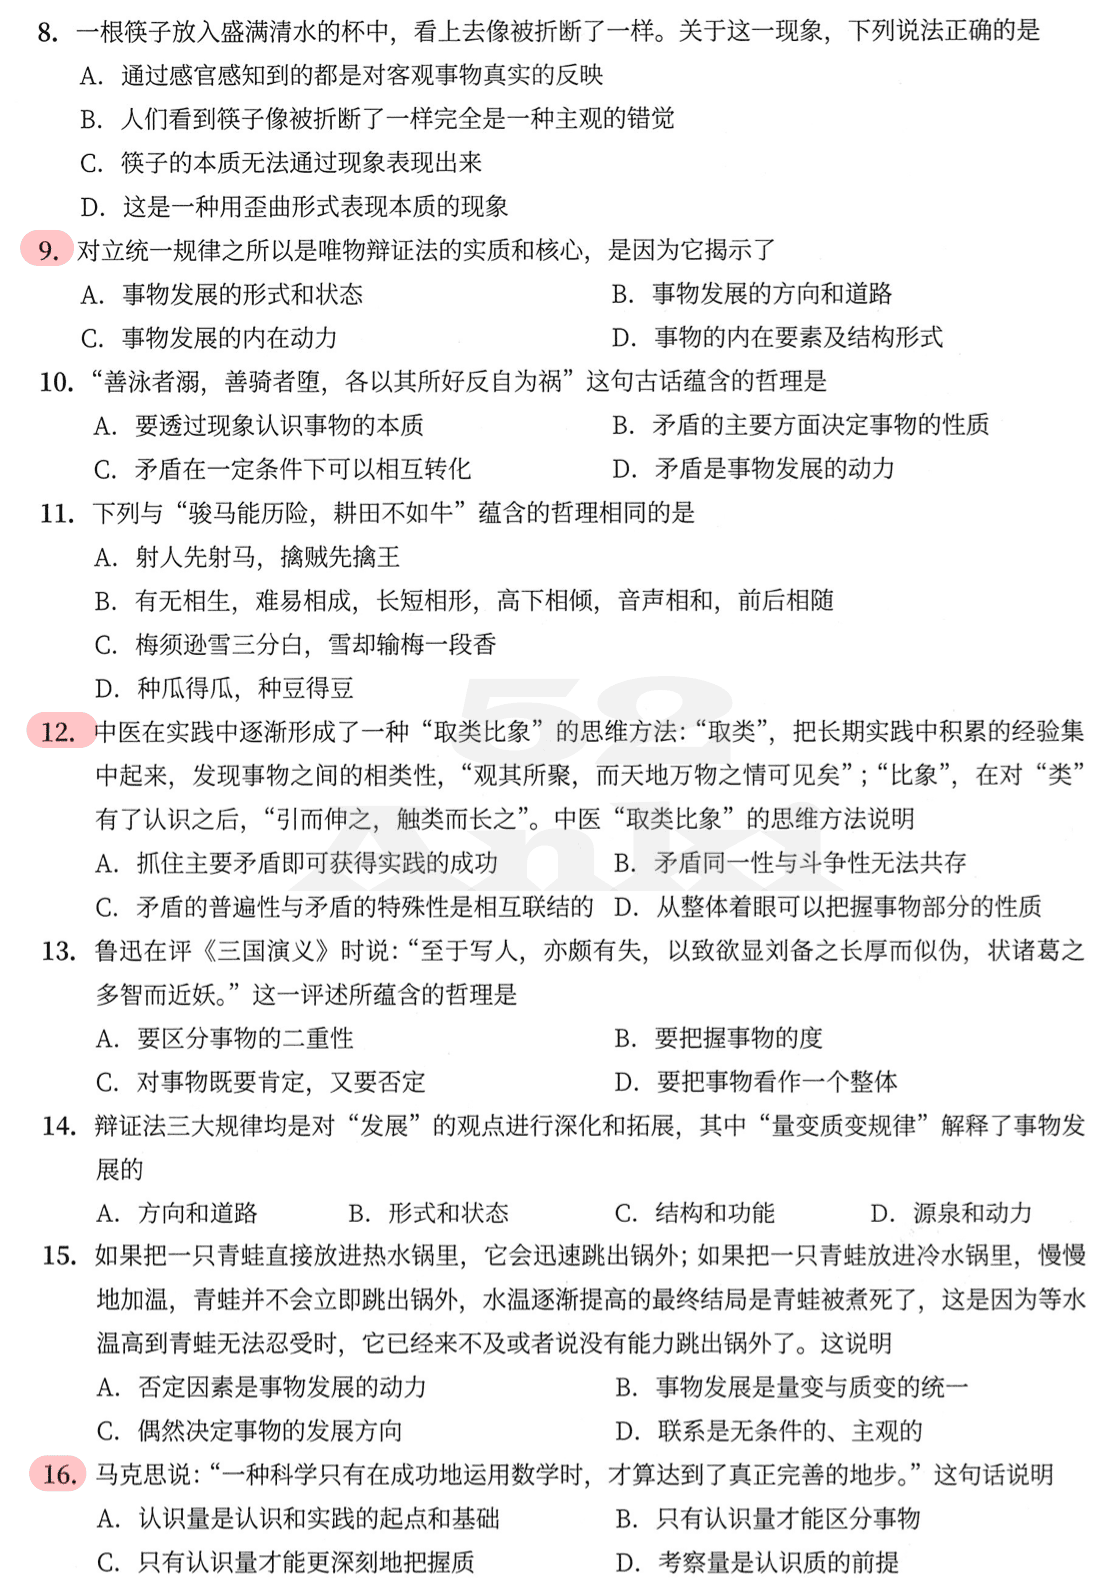 8. 一根筷子放入盛满清水的杯中，看上去像被折断了一样。关于这一现象，下列说法正确的是
A. 通过感官感知到的都是对客观事物真实的反映
B. 人们看到筷子像被折断了一样完全是一种主观的错觉
C. 筷子的本质无法通过现象表现出来
D. 这是一种用歪曲形式表现本质的现象
9. 对立统一规律之所以是唯物辩证法的实质和核心，是因为它揭示了
A. 事物发展的形式和状态 B. 事物发展的方向和道路
C. 事物发展的内在动力 D. 事物的内在要素及结构形式
10. “善泳者溺，善骑者堕，各以其所好反自为祸”这句古话蕴含的哲理是
A. 要透过现象认识事物的本质 B. 矛盾的主要方面决定事物的性质
C. 矛盾在一定条件下可以相互转化 D. 矛盾是事物发展的动力
11. 下列与“骏马能历险，耕田不如牛”蕴含的哲理相同的是
A. 射人先射马，擒贼先擒王
B. 有无相生，难易相成，长短相形，高下相倾，音声相和，前后相随
C. 梅须逊雪三分白，雪却输梅一段香
D. 种瓜得瓜，种豆得豆
12. 中医在实践中逐渐形成了一种“取类比象”的思维方法：“取类”，把长期实践中积累的经验集
中起来，发现事物之间的相类性，“观其所聚，而天地万物之情可见矣”；“比象”，在对“类”
有了认识之后，“引而伸之，触类而长之”。中医“取类比象”的思维方法说明
A. 抓住主要矛盾即可获得实践的成功 B. 矛盾同一性与斗争性无法共存
C. 矛盾的普遍性与矛盾的特殊性是相互联结的 D. 从整体着眼可以把握事物部分的性质
13. 鲁迅在评《三国演义》时说：“至于写人，亦颇有失，以致欲显刘备之长厚而似伪，状诸葛之
多智而近妖。”这一评述所蕴含的哲理是
A. 要区分事物的二重性 B. 要把握事物的度
C. 对事物既要肯定，又要否定 D. 要把事物看作一个整体
14. 辩证法三大规律均是对“发展”的观点进行深化和拓展，其中“量变质变规律”解释了事物发
展的
A. 方向和道路 B. 形式和状态 C. 结构和功能 D. 源泉和动力
15. 如果把一只青蛙直接放进热水锅里，它会迅速跳出锅外；如果把一只青蛙放进冷水锅里，慢慢
地加温，青蛙并不会立即跳出锅外，水温逐渐提高的最终结局是青蛙被煮死了，这是因为等水
温高到青蛙无法忍受时，它已经来不及或者说没有能力跳出锅外了。这说明
A. 否定因素是事物发展的动力 B. 事物发展是量变与质变的统一
C. 偶然决定事物的发展方向 D. 联系是无条件的、主观的
16. 马克思说：“一种科学只有在成功地运用数学时，才算达到了真正完善的地步。”这句话说明
A. 认识量是认识和实践的起点和基础 B. 只有认识量才能区分事物
C. 只有认识量才能更深刻地把握质 D. 考察量是认识质的前提
52
Anki